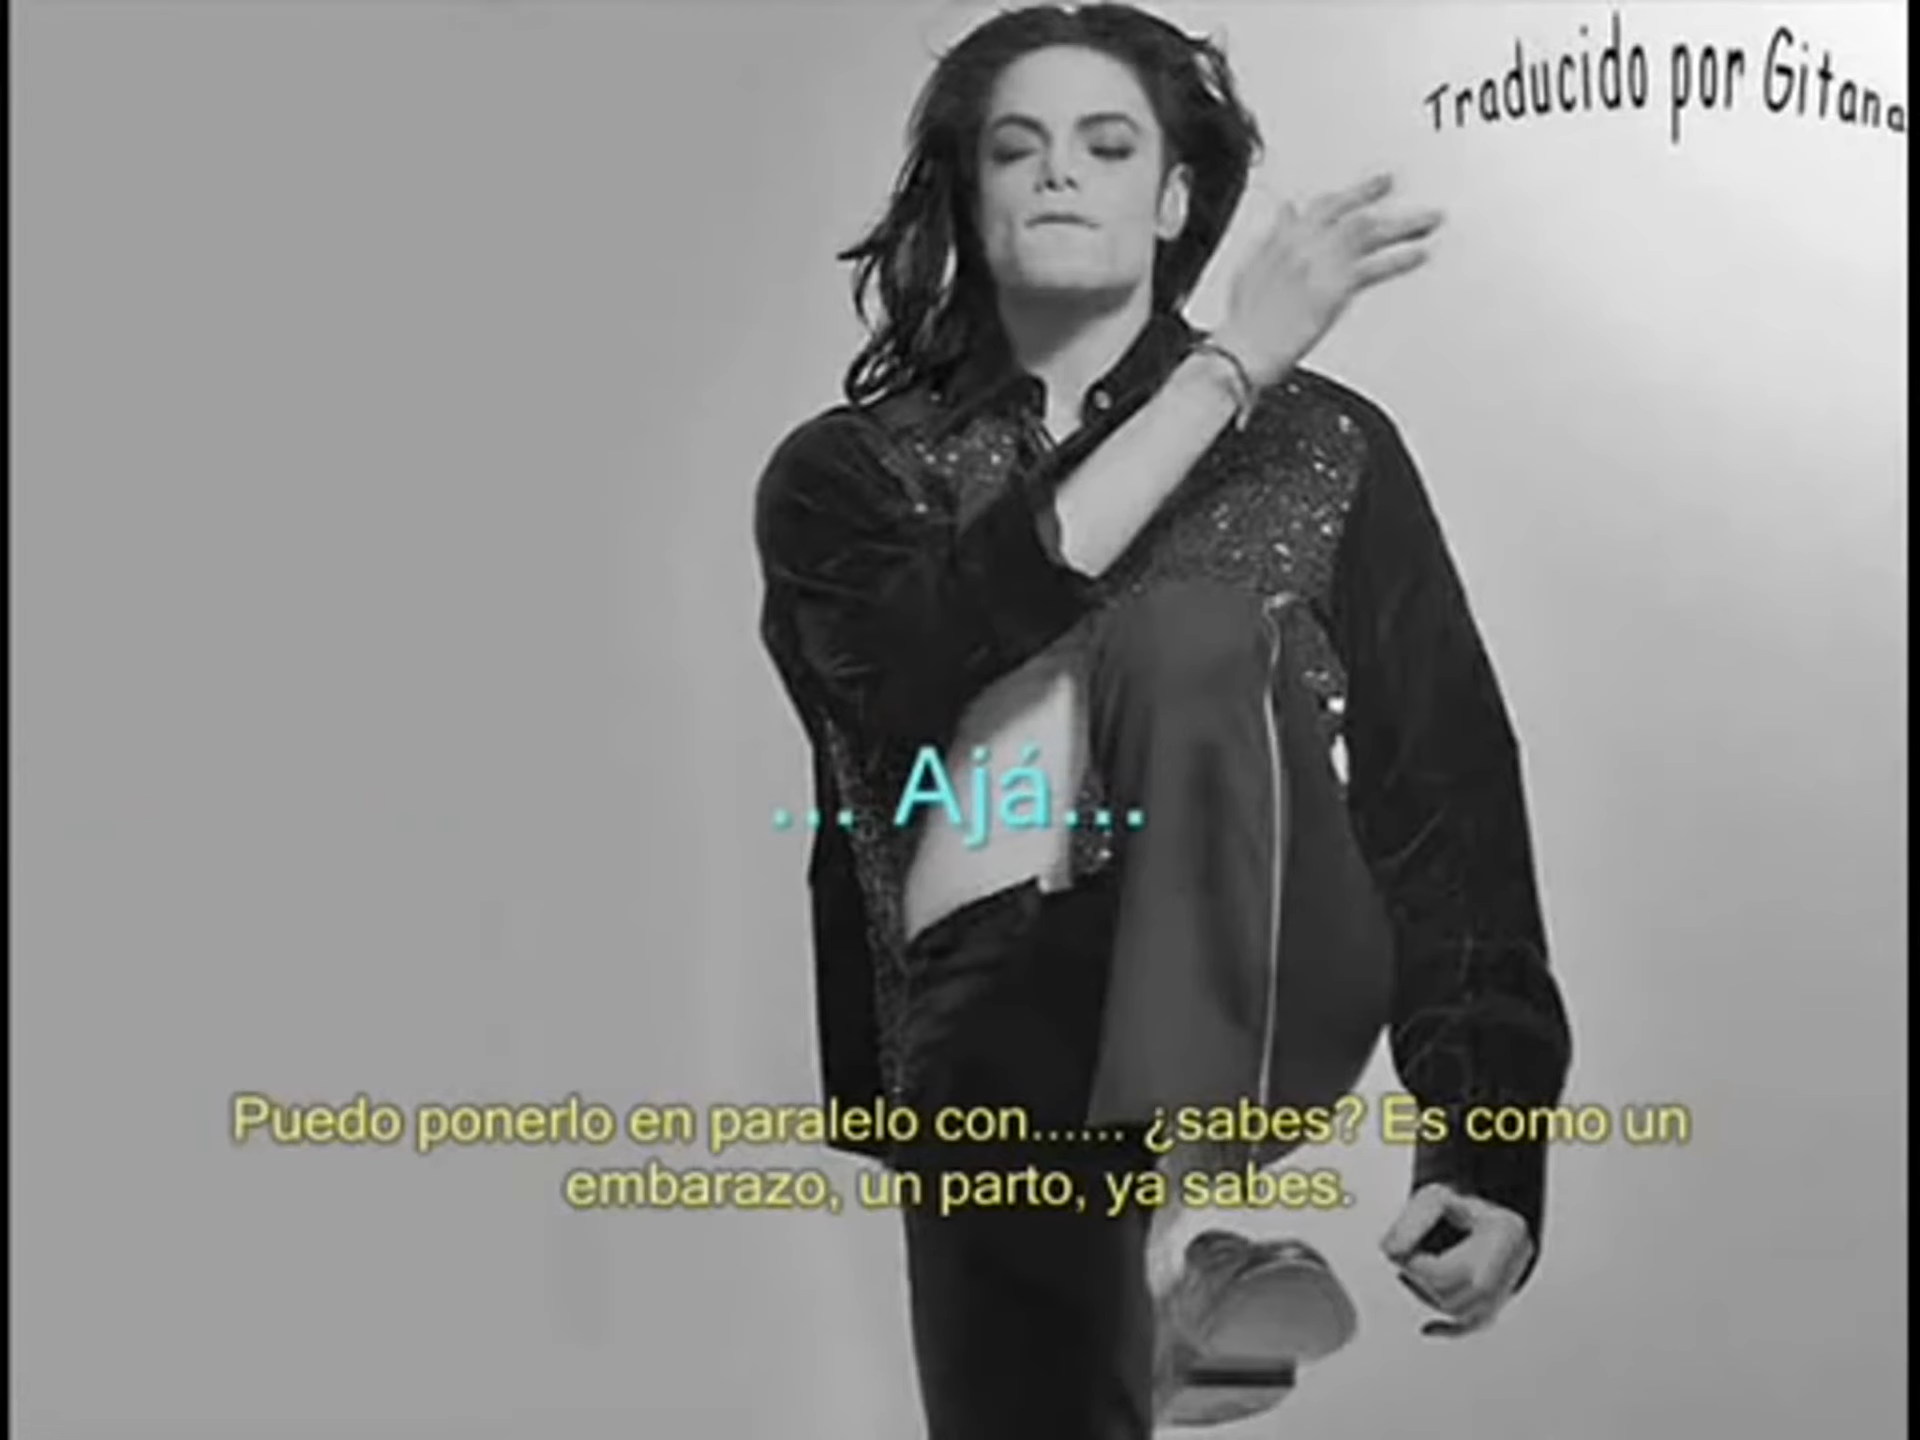 Traducido por Gitana
... Ajá...
Puedo ponerlo en paralelo con...... ¿sabes? Es como un
embarazo, un parto, ya sabes.